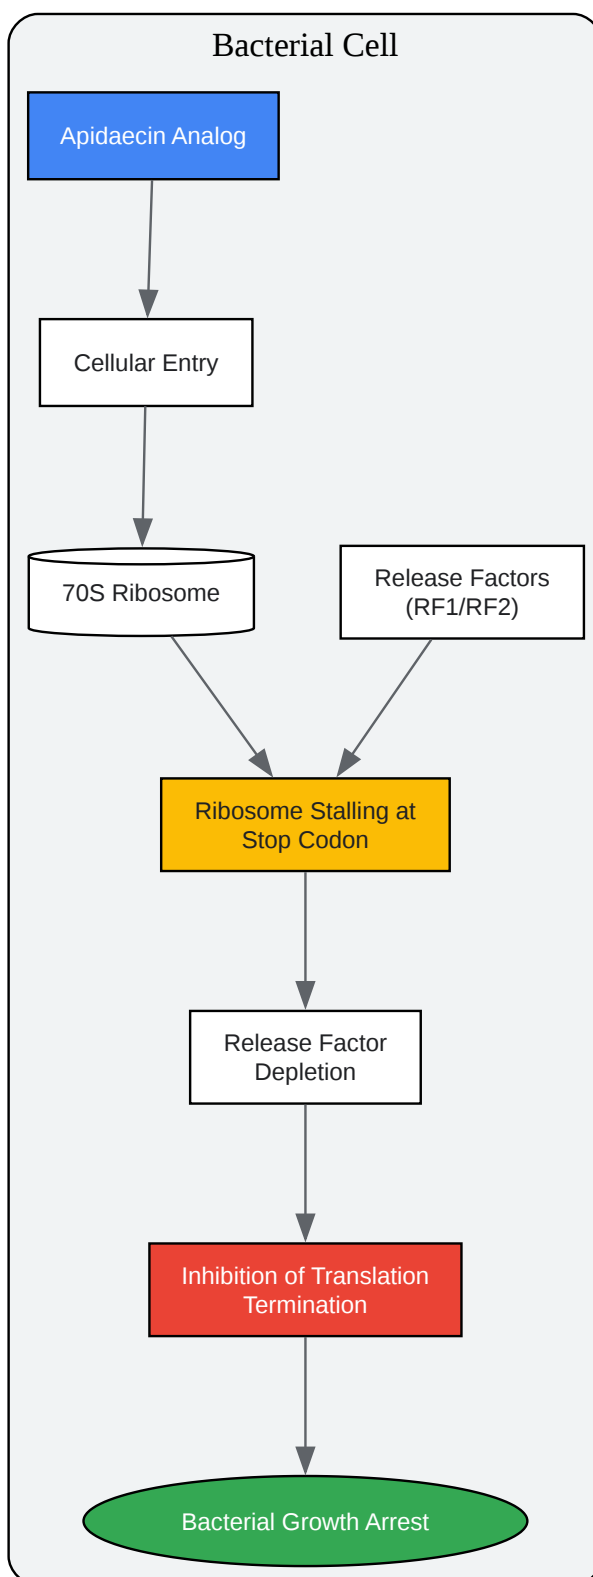 Bacterial Cell
Apidaecin Analog
Cellular Entry
70S Ribosome
Release Factors
(RF1/RF2)
Ribosome Stalling at
Stop Codon
Release Factor
Depletion
Inhibition of Translation
Termination
Bacterial Growth Arrest